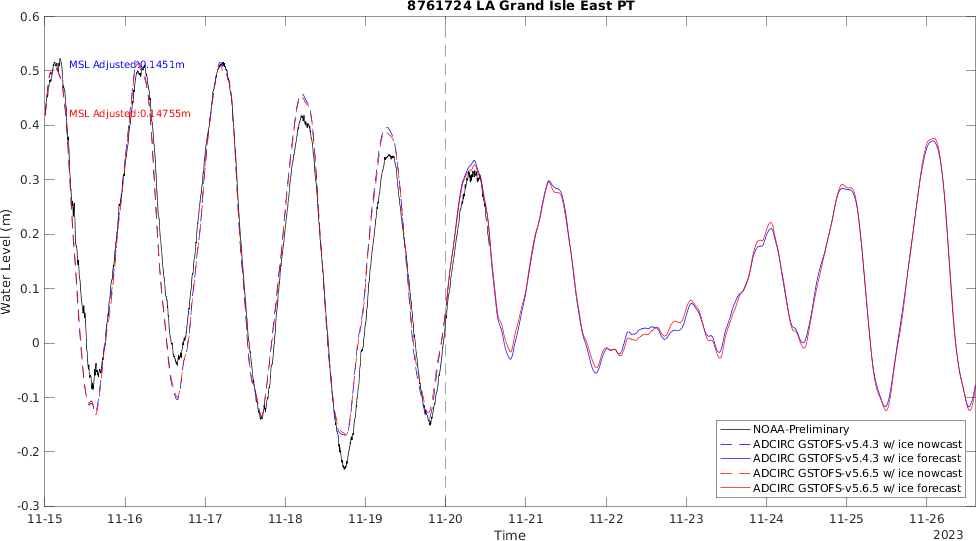 8761724 LA Grand Isle East PT
0.6
0.5
0.4
0.3
0.2
0.1
0
-0.1
-0.2
-0.3
Water Level (m)
MSL Adjusted:0.1451m
MSL Adjusted:0.14755m
NOAA-Preliminary
ADCIRC GSTOFS-v5.4.3 w/ ice nowcast
ADCIRC GSTOFS-v5.4.3 w/ ice forecast
ADCIRC GSTOFS-v5.6.5 w/ ice nowcast
ADCIRC GSTOFS-v5.6.5 w/ ice forecast
11-15 11-16 11-17 11-18 11-19 11-20 11-21 11-22 11-23 11-24 11-25 11-26
Time
2023